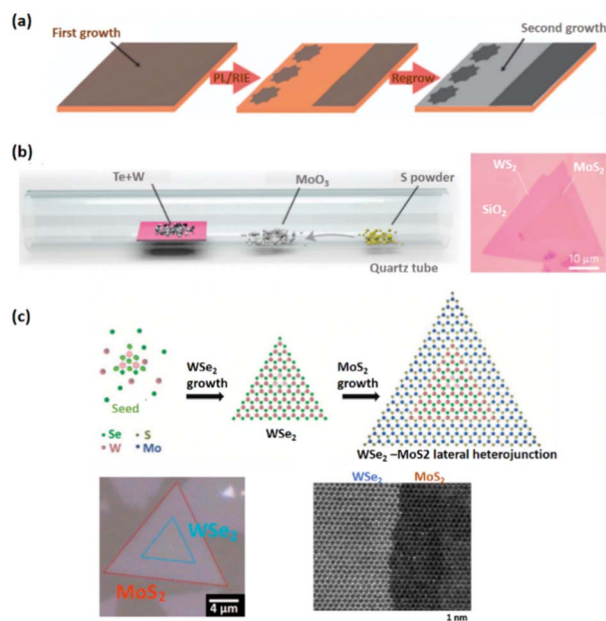 (a)
First growth
PL/RIE
Regrow
Second growth
(b)
Te+W
MoO₃
S powder
Quartz tube
WS₂
MoS₂
SiO₂
10 μm
(c)
Seed
Se
S
W
Mo
WSe₂
growth
WSe₂
MoS₂
growth
WSe₂ –MoS2 lateral heterojunction
WSe₂
MoS₂
4 μm
WSe₂
MoS₂
1 nm